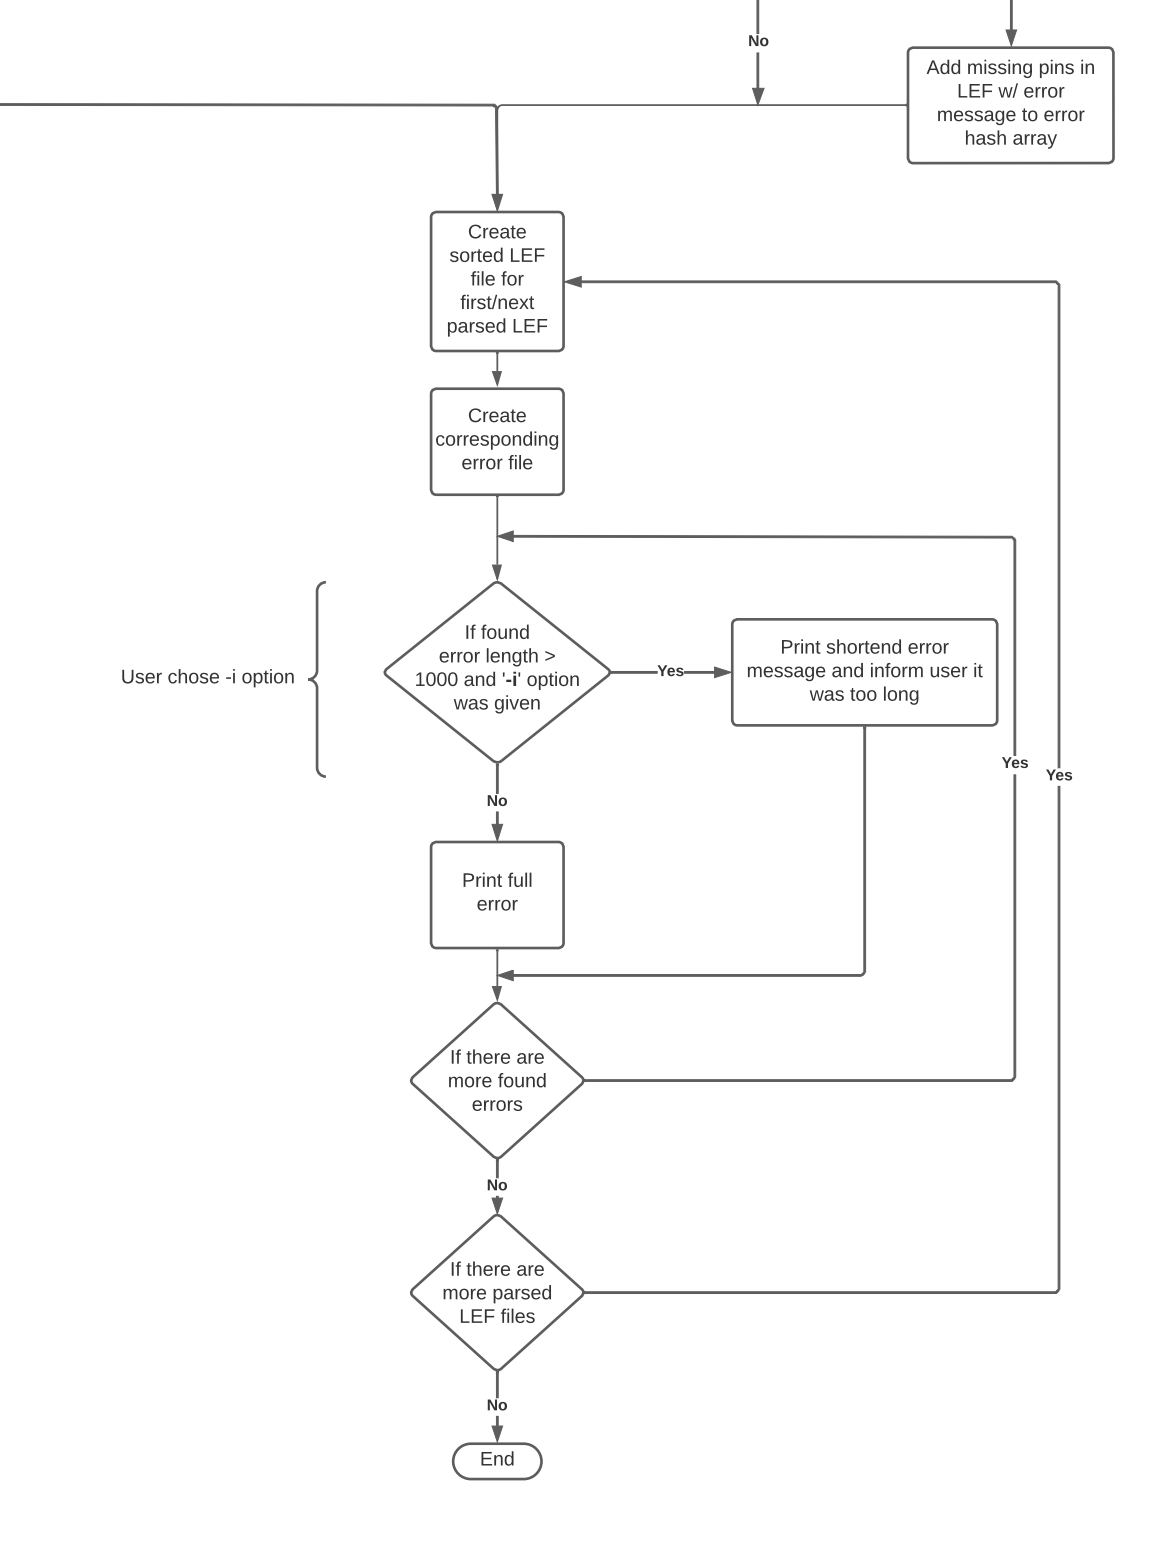 No
Add missing pins in
LEF w/ error
message to error
hash array
Create
sorted LEF
file for
first/next
parsed LEF
Create
corresponding
error file
User chose -i option
If found
error length >
1000 and '-i' option
was given
Yes
Print shortend error
message and inform user it
was too long
Yes
Yes
No
Print full
error
If there are
more found
errors
No
If there are
more parsed
LEF files
No
End